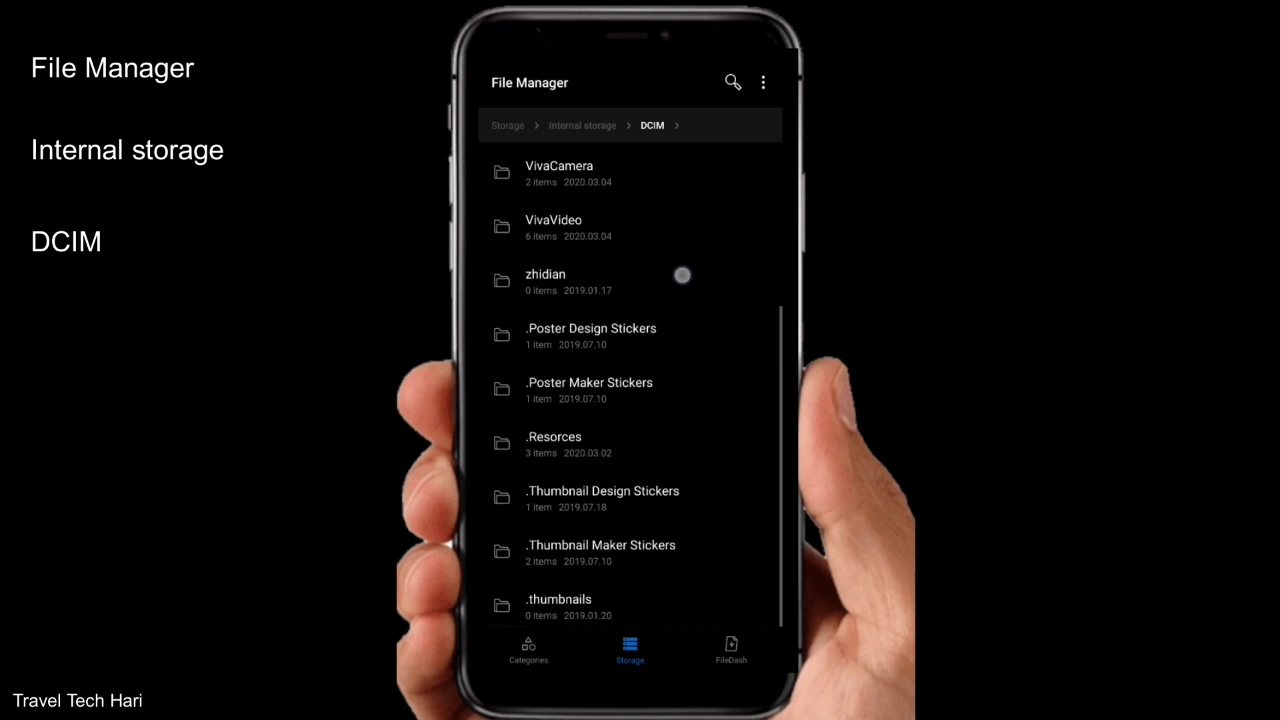 File Manager
Internal storage
DCIM
File Manager
Storage > Internal storage > DCIM >
VivaCamera
2 items 2020.03.04
VivaVideo
6 items 2020.03.04
zhidian
0 items 2019.01.17
.Poster Design Stickers
1 item 2019.07.10
.Poster Maker Stickers
1 item 2019.07.10
.Resorces
3 items 2020.03.02
.Thumbnail Design Stickers
1 item 2019.07.18
.Thumbnail Maker Stickers
2 items 2019.07.10
.thumbnails
0 items 2019.01.20
Categories
Storage
FileDash
Travel Tech Hari